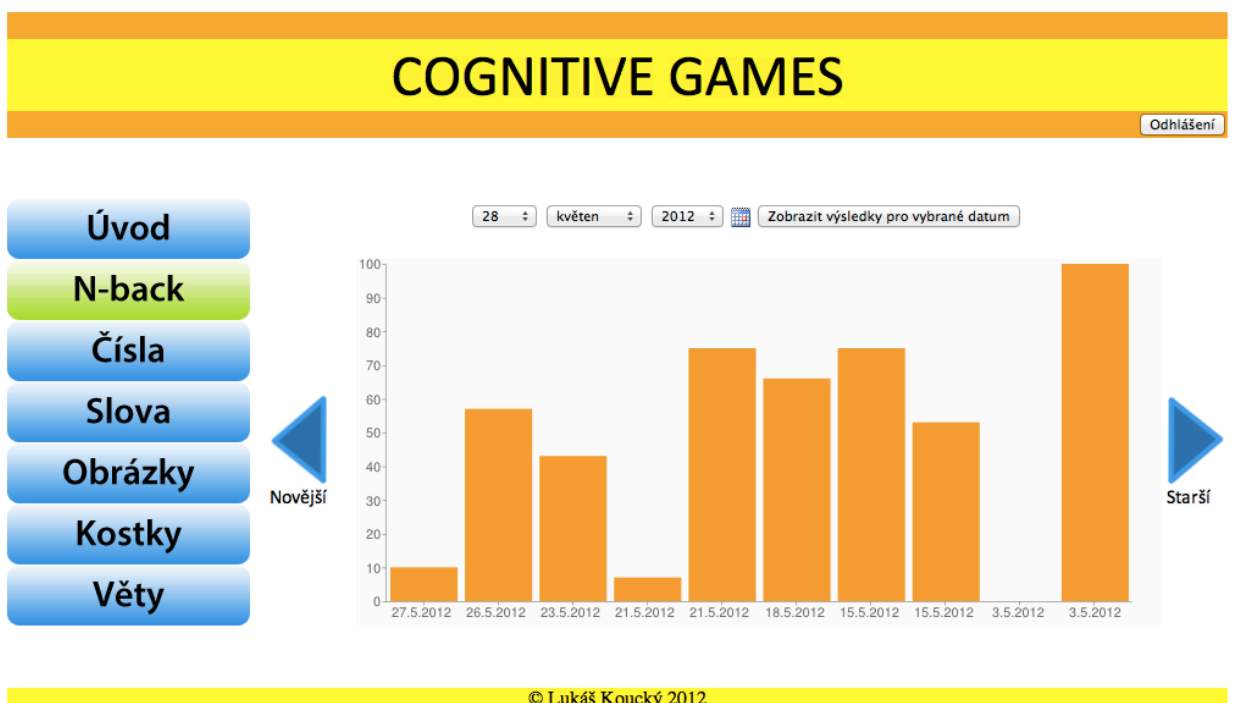 COGNITIVE GAMES
Odhlášení
Úvod
N-back
Čísla
Slova
Obrázky
Kostky
Věty
28 květen 2012 Zobrazit výsledky pro vybrané datum
100
90
80
70
60
50
40
30
20
10
0
27.5.2012 26.5.2012 23.5.2012 21.5.2012 21.5.2012 18.5.2012 15.5.2012 15.5.2012 3.5.2012 3.5.2012
Novější
Starší
© Lukáš Koucký 2012